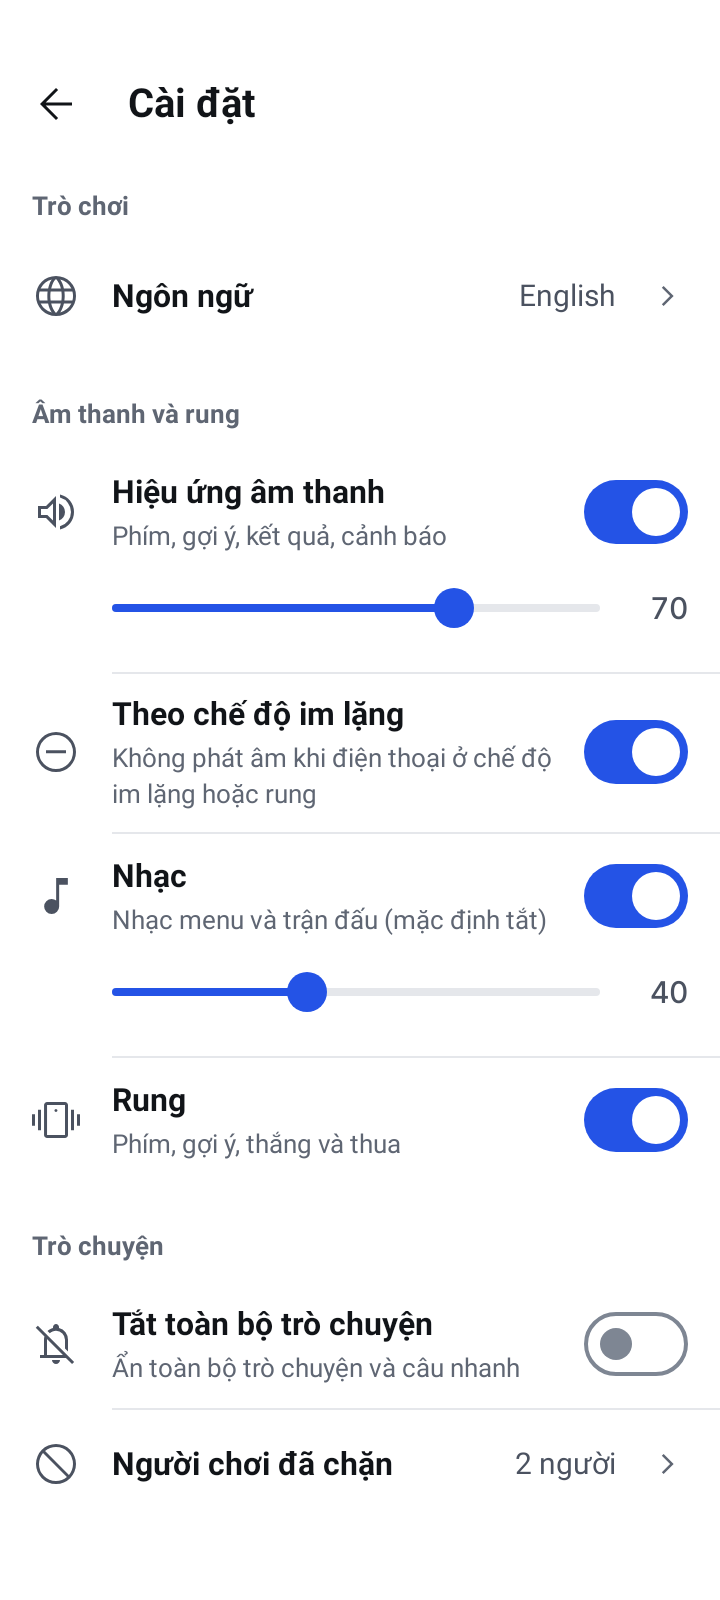 Cài đặt
Trò chơi
Ngôn ngữ English
Âm thanh và rung
Hiệu ứng âm thanh
Phím, gợi ý, kết quả, cảnh báo
70
Theo chế độ im lặng
Không phát âm khi điện thoại ở chế độ
im lặng hoặc rung
Nhạc
Nhạc menu và trận đấu (mặc định tắt)
40
Rung
Phím, gợi ý, thắng và thua
Trò chuyện
Tắt toàn bộ trò chuyện
Ẩn toàn bộ trò chuyện và câu nhanh
Người chơi đã chặn 2 người